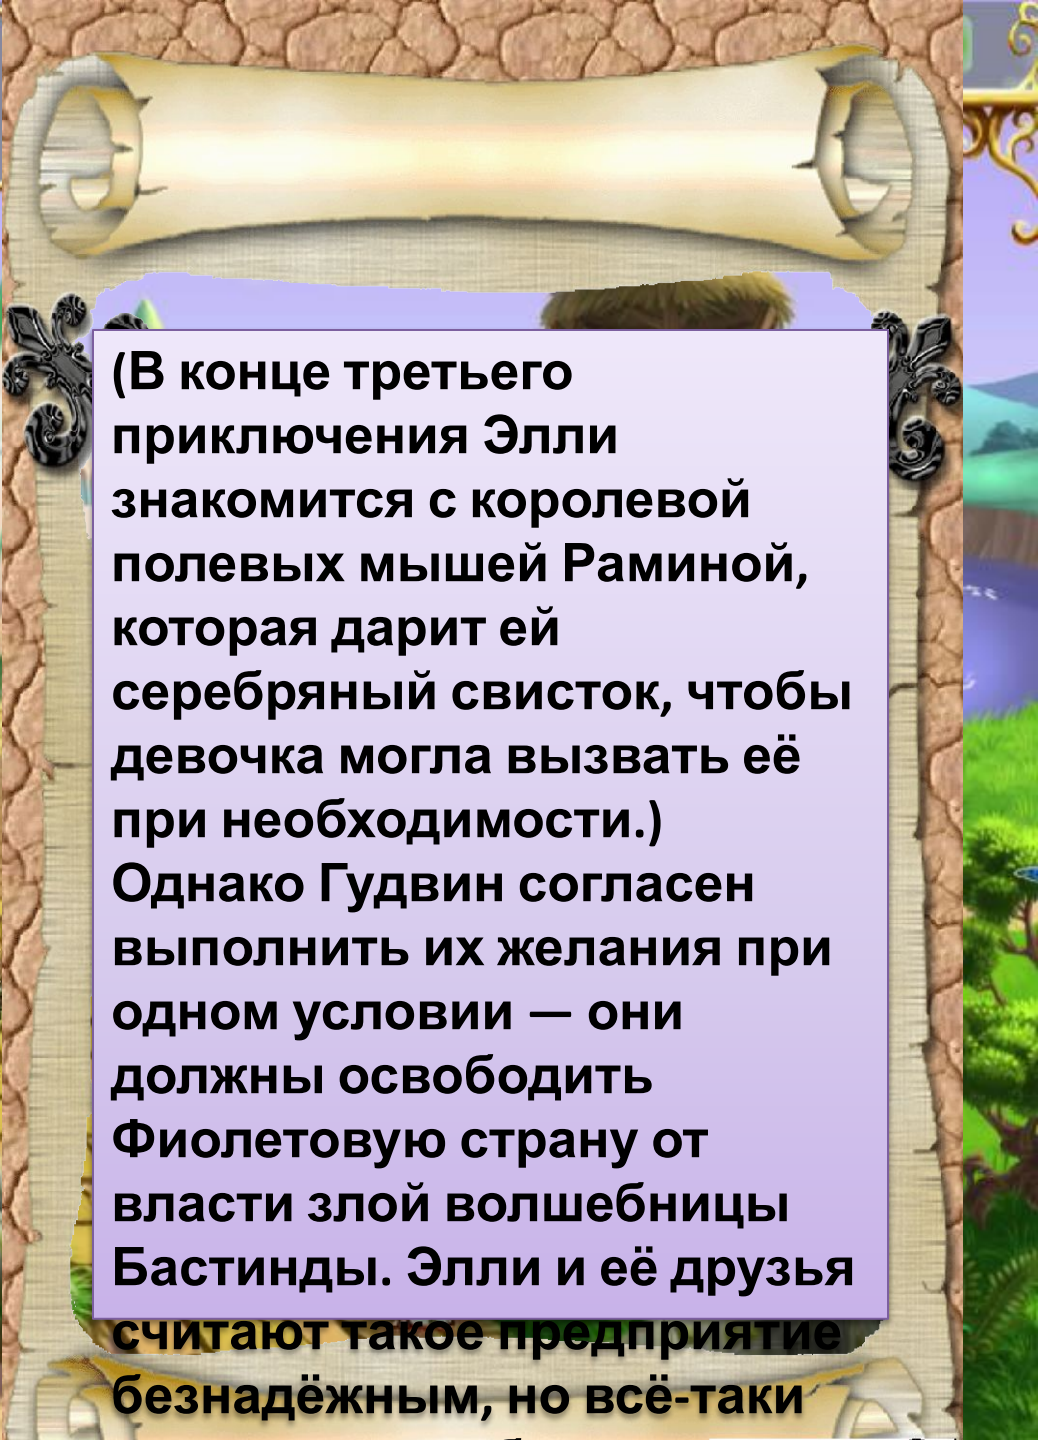 (В конце третьего
приключения Элли
знакомится с королевой
полевых мышей Раминой,
которая дарит ей
серебряный свисток, чтобы
девочка могла вызвать её
при необходимости.)
Однако Гудвин согласен
выполнить их желания при
одном условии — они
должны освободить
Фиолетовую страну от
власти злой волшебницы
Бастинды. Элли и её друзья
считают такое предприятие
безнадёжным, но всё-таки